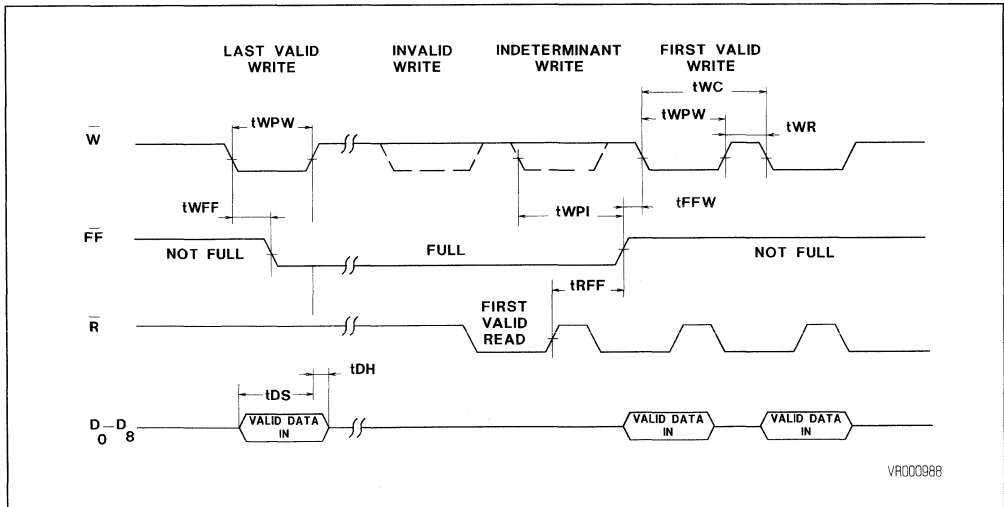 LAST VALID WRITE
INVALID WRITE
INDETERMINANT WRITE
FIRST VALID WRITE
tWC
tWPW
tWPW
tWR
W̅
tWFF
tWPI
tFFW
F̅F̅
NOT FULL
FULL
NOT FULL
tRFF
R̅
FIRST VALID READ
tDH
tDS
D0–D8
VALID DATA IN
VALID DATA IN
VALID DATA IN
VR000988